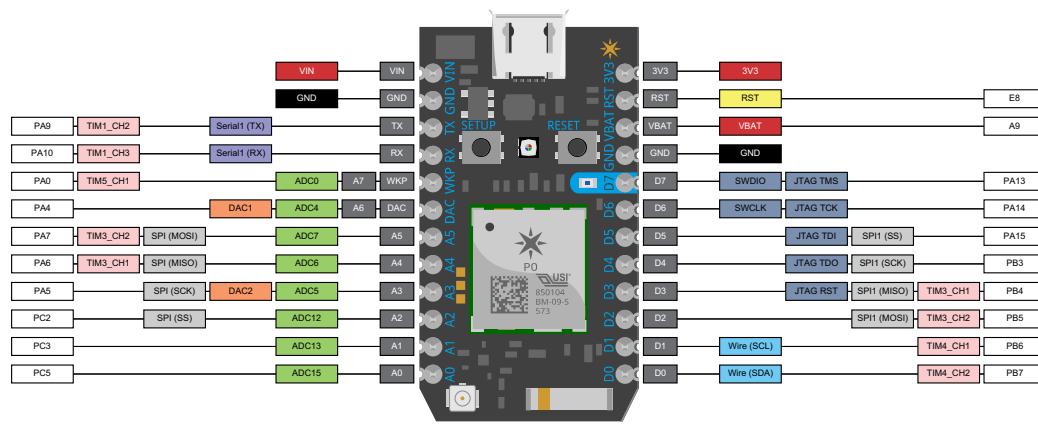 VIN VIN VIN 3V3 3V3 3V3
GND GND GND RST RST RST E8
PA9 TIM1_CH2 Serial1 (TX) TX TX SETUP RESET VBAT VBAT VBAT A9
PA10 TIM1_CH3 Serial1 (RX) RX RX GND GND GND
PA0 TIM5_CH1 ADC0 A7 WKP WKP D7 D7 SWDIO JTAG TMS PA13
PA4 DAC1 ADC4 A6 DAC DAC D6 D6 SWCLK JTAG TCK PA14
PA7 TIM3_CH2 SPI (MOSI) ADC7 A5 A5 D5 D5 JTAG TDI SPI1 (SS) PA15
PA6 TIM3_CH1 SPI (MISO) ADC6 A4 A4 P0 D4 D4 JTAG TDO SPI1 (SCK) PB3
USI
PA5 SPI (SCK) DAC2 ADC5 A3 A3 850104 D3 D3 JTAG RST SPI1 (MISO) TIM3_CH1 PB4
BM-09-S
573
PC2 SPI (SS) ADC12 A2 A2 D2 D2 SPI1 (MOSI) TIM3_CH2 PB5
PC3 ADC13 A1 A1 D1 D1 Wire (SCL) TIM4_CH1 PB6
PC5 ADC15 A0 A0 D0 D0 Wire (SDA) TIM4_CH2 PB7